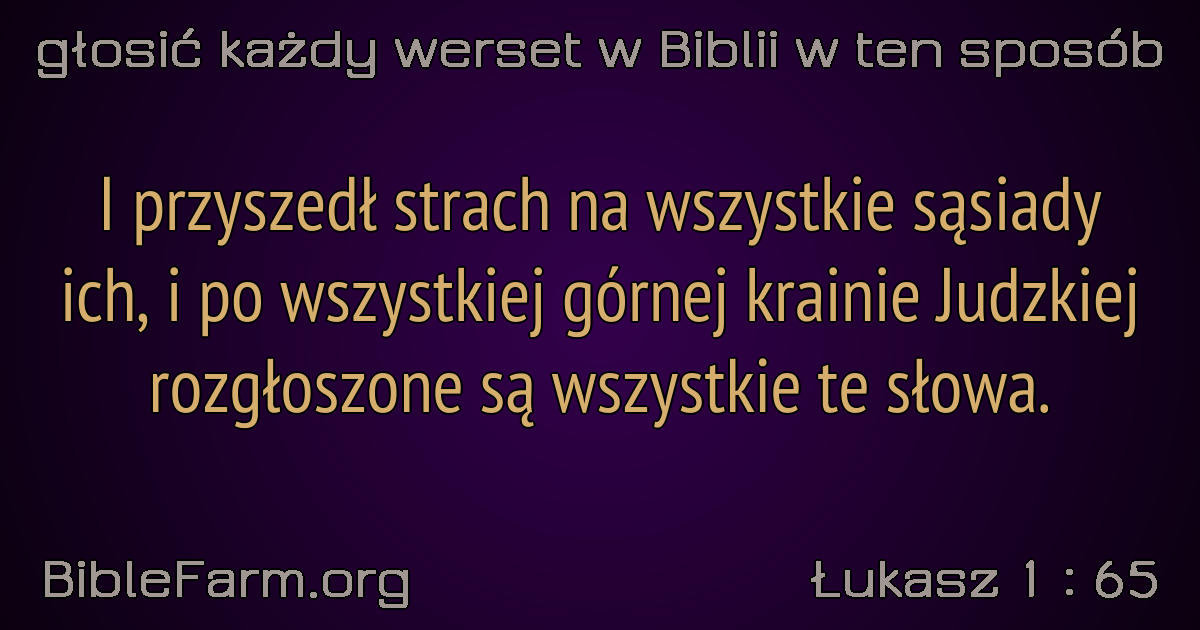 głosić każdy werset w Biblii w ten sposób
I przyszedł strach na wszystkie sąsiady
ich, i po wszystkiej górnej krainie Judzkiej
rozgłoszone są wszystkie te słowa.
BibleFarm.org
Łukasz 1 : 65